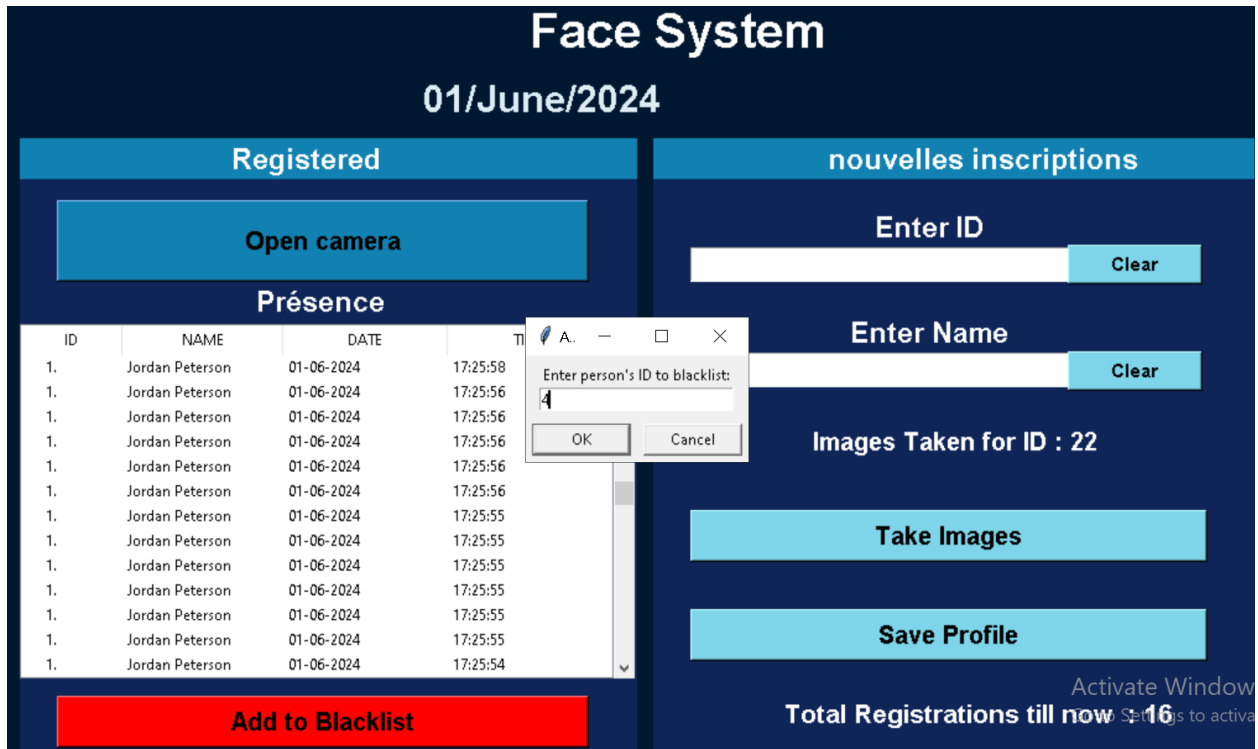 Face System
01/June/2024
Registered
Open camera
Présence
ID NAME DATE TI
1. Jordan Peterson 01-06-2024 17:25:58
1. Jordan Peterson 01-06-2024 17:25:56
1. Jordan Peterson 01-06-2024 17:25:56
1. Jordan Peterson 01-06-2024 17:25:56
1. Jordan Peterson 01-06-2024 17:25:56
1. Jordan Peterson 01-06-2024 17:25:56
1. Jordan Peterson 01-06-2024 17:25:55
1. Jordan Peterson 01-06-2024 17:25:55
1. Jordan Peterson 01-06-2024 17:25:55
1. Jordan Peterson 01-06-2024 17:25:55
1. Jordan Peterson 01-06-2024 17:25:55
1. Jordan Peterson 01-06-2024 17:25:55
1. Jordan Peterson 01-06-2024 17:25:54
Add to Blacklist
A..
Enter person's ID to blacklist:
4
OK Cancel
nouvelles inscriptions
Enter ID
Clear
Enter Name
Clear
Images Taken for ID : 22
Take Images
Save Profile
Total Registrations till now : 16
Activate Window
Go to Settings to activa